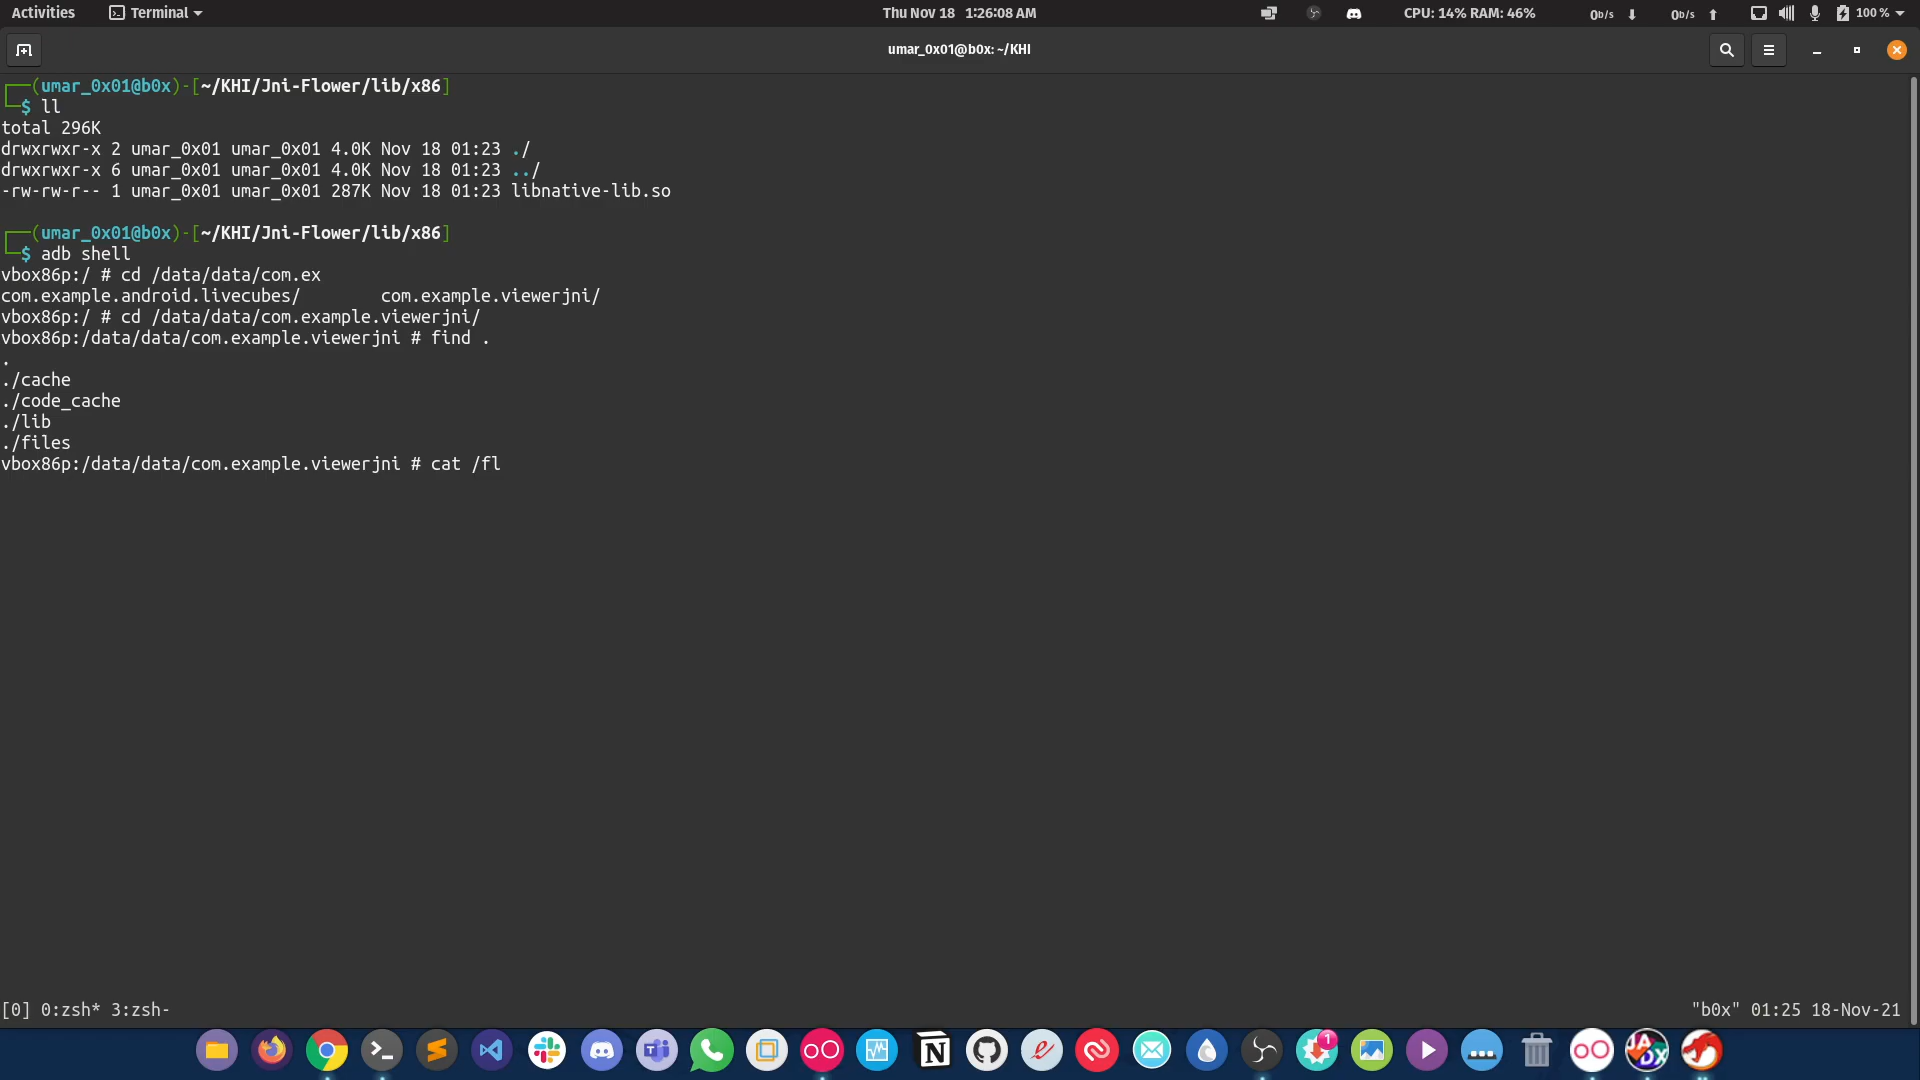 Activities Terminal Thu Nov 18 1:26:08 AM CPU: 14% RAM: 46% 0b/s 0b/s 100 %
umar_0x01@b0x: ~/KHI
(umar_0x01@b0x)-[~/KHI/Jni-Flower/lib/x86]
$ ll
total 296K
drwxrwxr-x 2 umar_0x01 umar_0x01 4.0K Nov 18 01:23 ./
drwxrwxr-x 6 umar_0x01 umar_0x01 4.0K Nov 18 01:23 ../
-rw-rw-r-- 1 umar_0x01 umar_0x01 287K Nov 18 01:23 libnative-lib.so
(umar_0x01@b0x)-[~/KHI/Jni-Flower/lib/x86]
$ adb shell
vbox86p:/ # cd /data/data/com.ex
com.example.android.livecubes/ com.example.viewerjni/
vbox86p:/ # cd /data/data/com.example.viewerjni/
vbox86p:/data/data/com.example.viewerjni # find .
.
./cache
./code_cache
./lib
./files
vbox86p:/data/data/com.example.viewerjni # cat /fl
[0] 0:zsh* 3:zsh- "b0x" 01:25 18-Nov-21
1
JA
DX